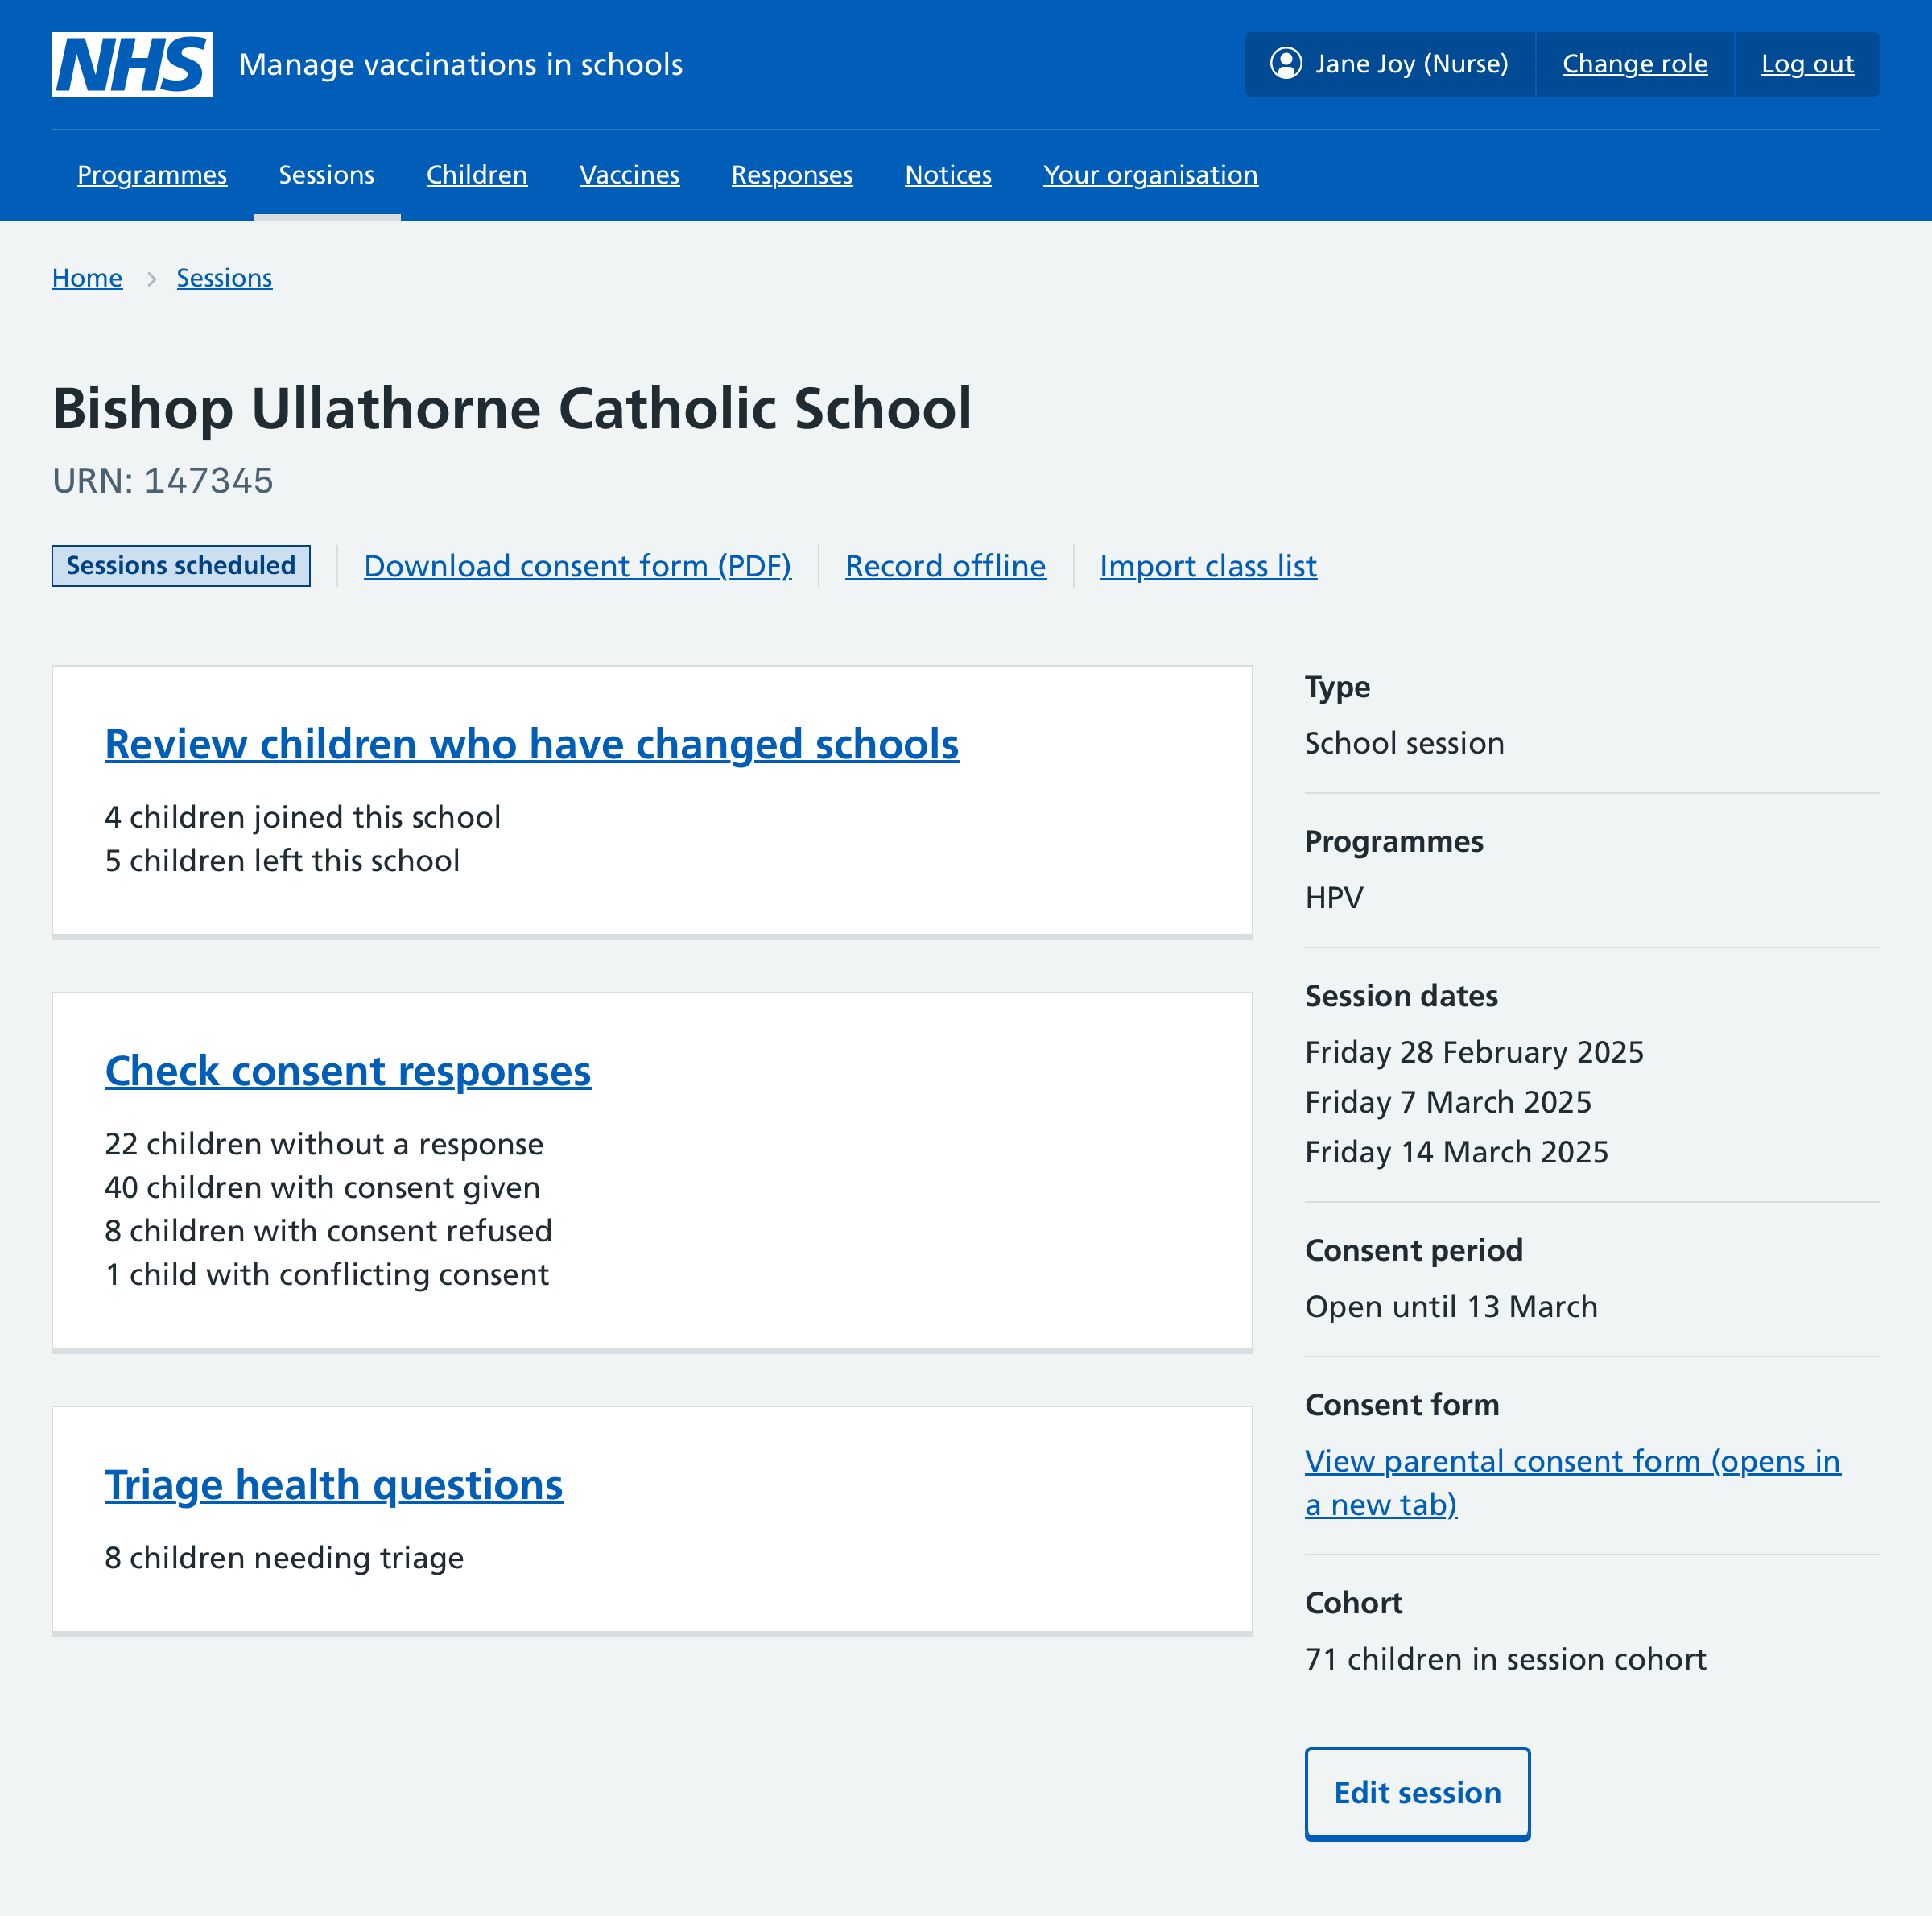 NHS Manage vaccinations in schools
Jane Joy (Nurse) Change role Log out
Programmes Sessions Children Vaccines Responses Notices Your organisation
Home Sessions
Bishop Ullathorne Catholic School
URN: 147345
Sessions scheduled Download consent form (PDF) Record offline Import class list
Review children who have changed schools
4 children joined this school
5 children left this school
Check consent responses
22 children without a response
40 children with consent given
8 children with consent refused
1 child with conflicting consent
Triage health questions
8 children needing triage
Type
School session
Programmes
HPV
Session dates
Friday 28 February 2025
Friday 7 March 2025
Friday 14 March 2025
Consent period
Open until 13 March
Consent form
View parental consent form (opens in
a new tab)
Cohort
71 children in session cohort
Edit session